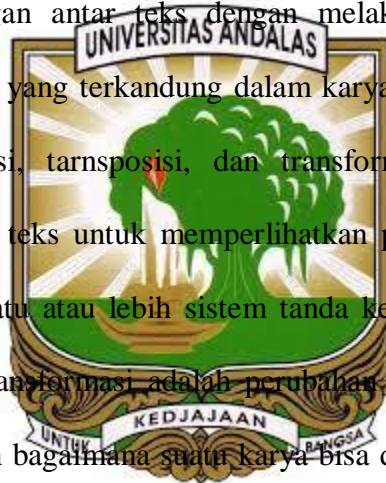 gan antar teks dengan melak
UNIVERSITAS ANDALAS
yang terkandung dalam karya
si, tarnsposisi, dan transfor
teks untuk memperlihatkan p
atu atau lebih sistem tanda ke
ansformasi adalah perubahan
KEDJAJAAN
UNTUK BANGSA
bagaimana suatu karya bisa d